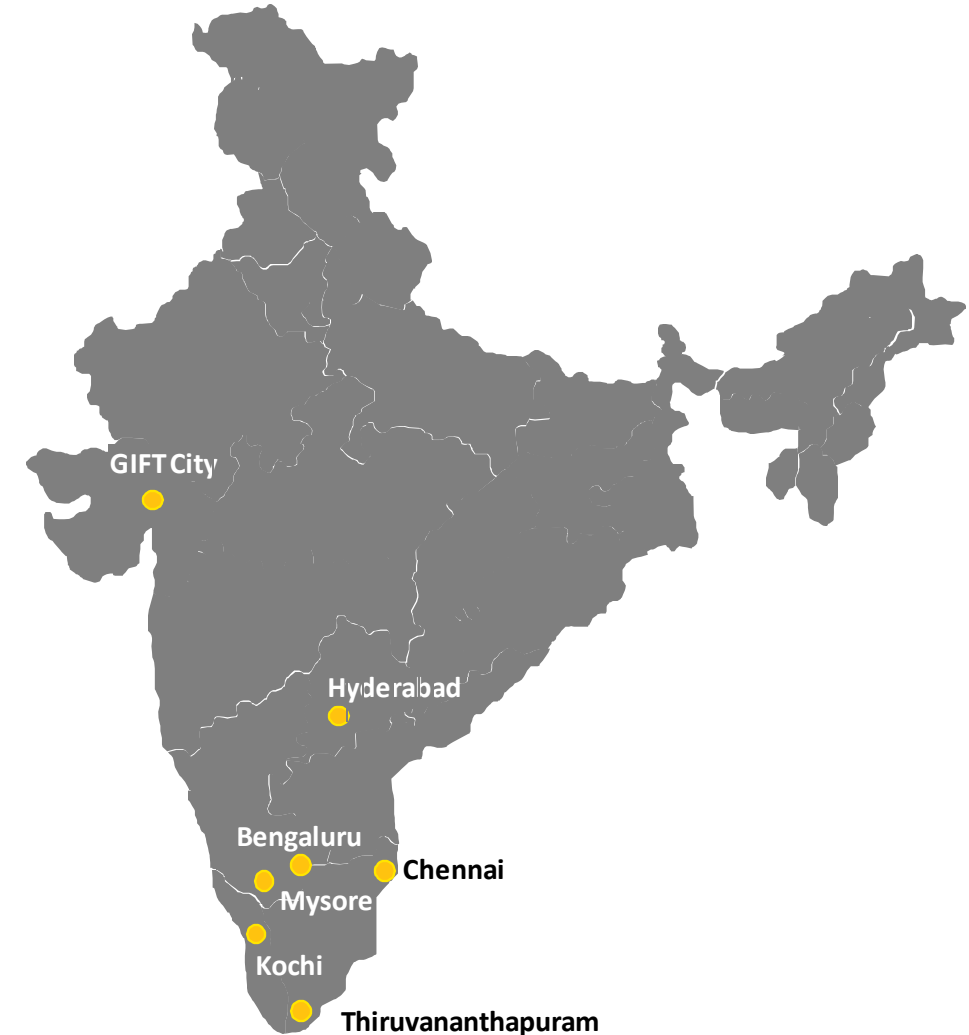 GIFT City
Hyderabad
Bengaluru
Chennai
Mysore
Kochi
Thiruvananthapuram